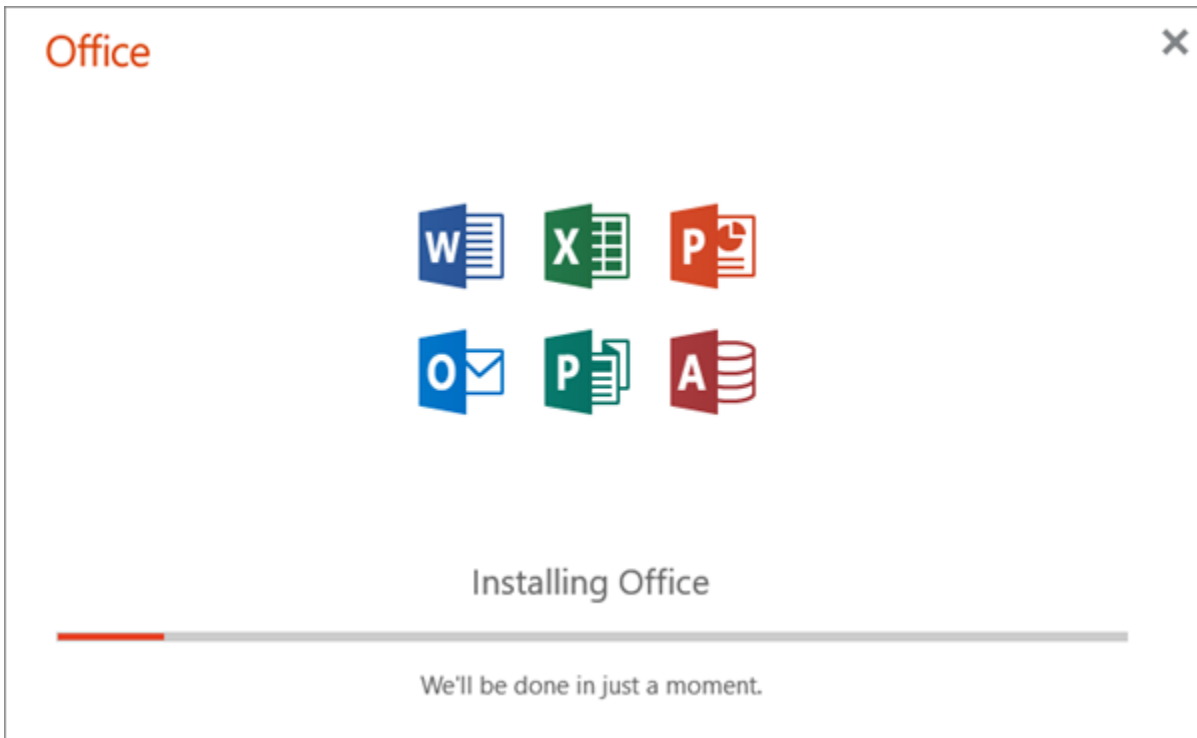 Office
W X P
O P A
Installing Office
We'll be done in just a moment.